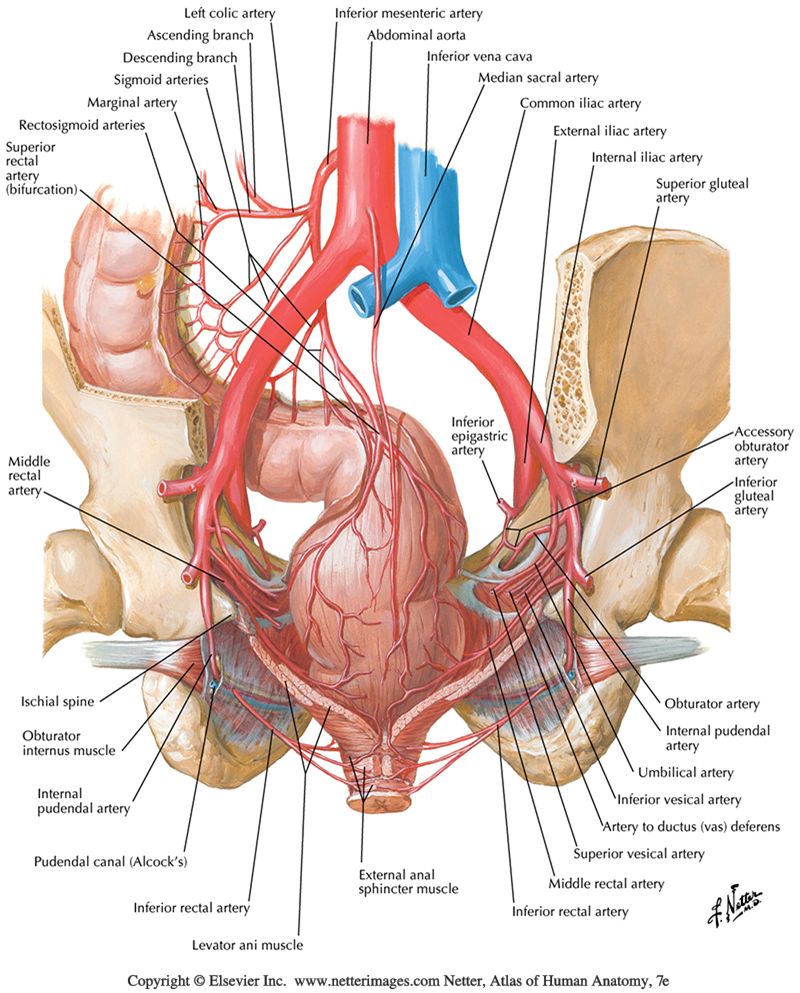 Left colic artery
Ascending branch
Descending branch
Sigmoid arteries
Marginal artery
Rectosigmoid arteries
Superior
rectal
artery
(bifurcation)
Inferior mesenteric artery
Abdominal aorta
Inferior vena cava
Median sacral artery
Common iliac artery
External iliac artery
Internal iliac artery
Superior gluteal
artery
Inferior
epigastric
artery
Accessory
obturator
artery
Inferior
gluteal
artery
Middle
rectal
artery
Ischial spine
Obturator
internus muscle
Internal
pudendal artery
Pudendal canal (Alcock's)
Inferior rectal artery
Levator ani muscle
External anal
sphincter muscle
Obturator artery
Internal pudendal
artery
Umbilical artery
Inferior vesical artery
Artery to ductus (vas) deferens
Superior vesical artery
Middle rectal artery
Inferior rectal artery
F. Netter
M.D.
Copyright © Elsevier Inc. www.netterimages.com Netter, Atlas of Human Anatomy, 7e